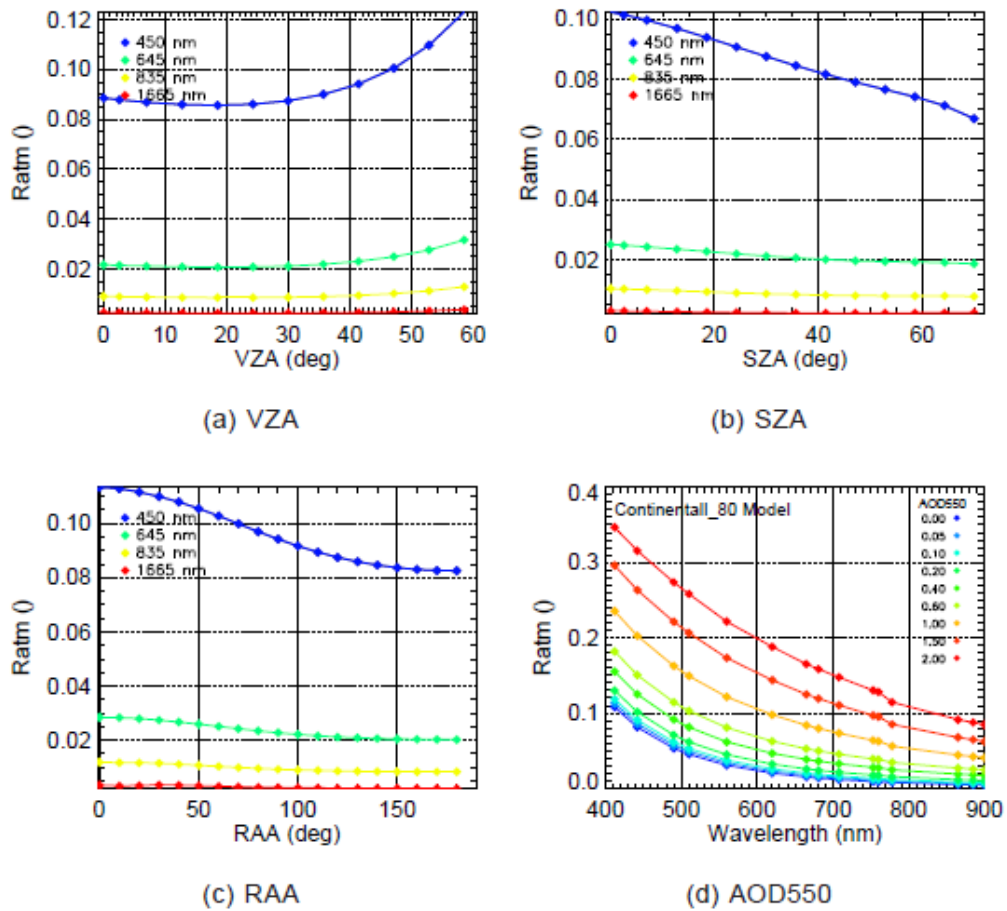 0.12
0.10
0.08
0.06
0.04
0.02
Ratm ()
450 nm
645 nm
835 nm
1665 nm
0 10 20 30 40 50 60
VZA (deg)
(a) VZA
0.10
0.08
0.06
0.04
0.02
Ratm ()
450 nm
645 nm
835 nm
1665 nm
0 20 40 60
SZA (deg)
(b) SZA
0.10
0.08
0.06
0.04
0.02
Ratm ()
450 nm
645 nm
835 nm
1665 nm
0 50 100 150
RAA (deg)
(c) RAA
0.4
0.3
0.2
0.1
0.0
Ratm ()
Continentall_80 Model
AOD550
0.00
0.05
0.10
0.20
0.40
0.60
1.00
1.50
2.00
400 500 600 700 800 900
Wavelength (nm)
(d) AOD550